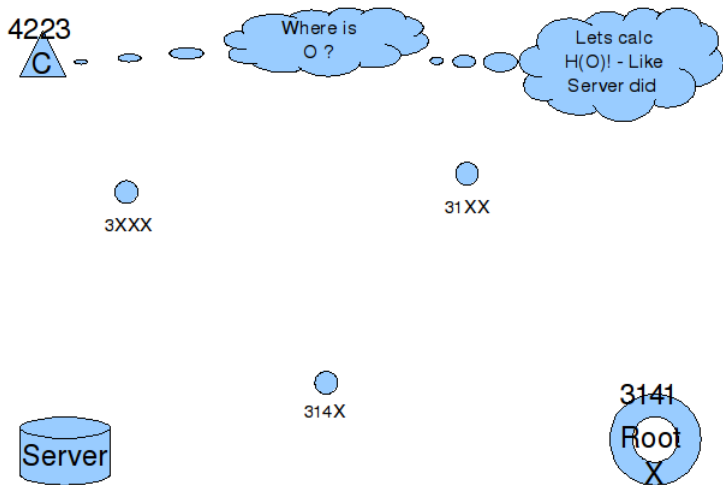 4223
C
Where is
O ?
Lets calc
H(O)! - Like
Server did
3XXX
31XX
314X
Server
3141
Root
X